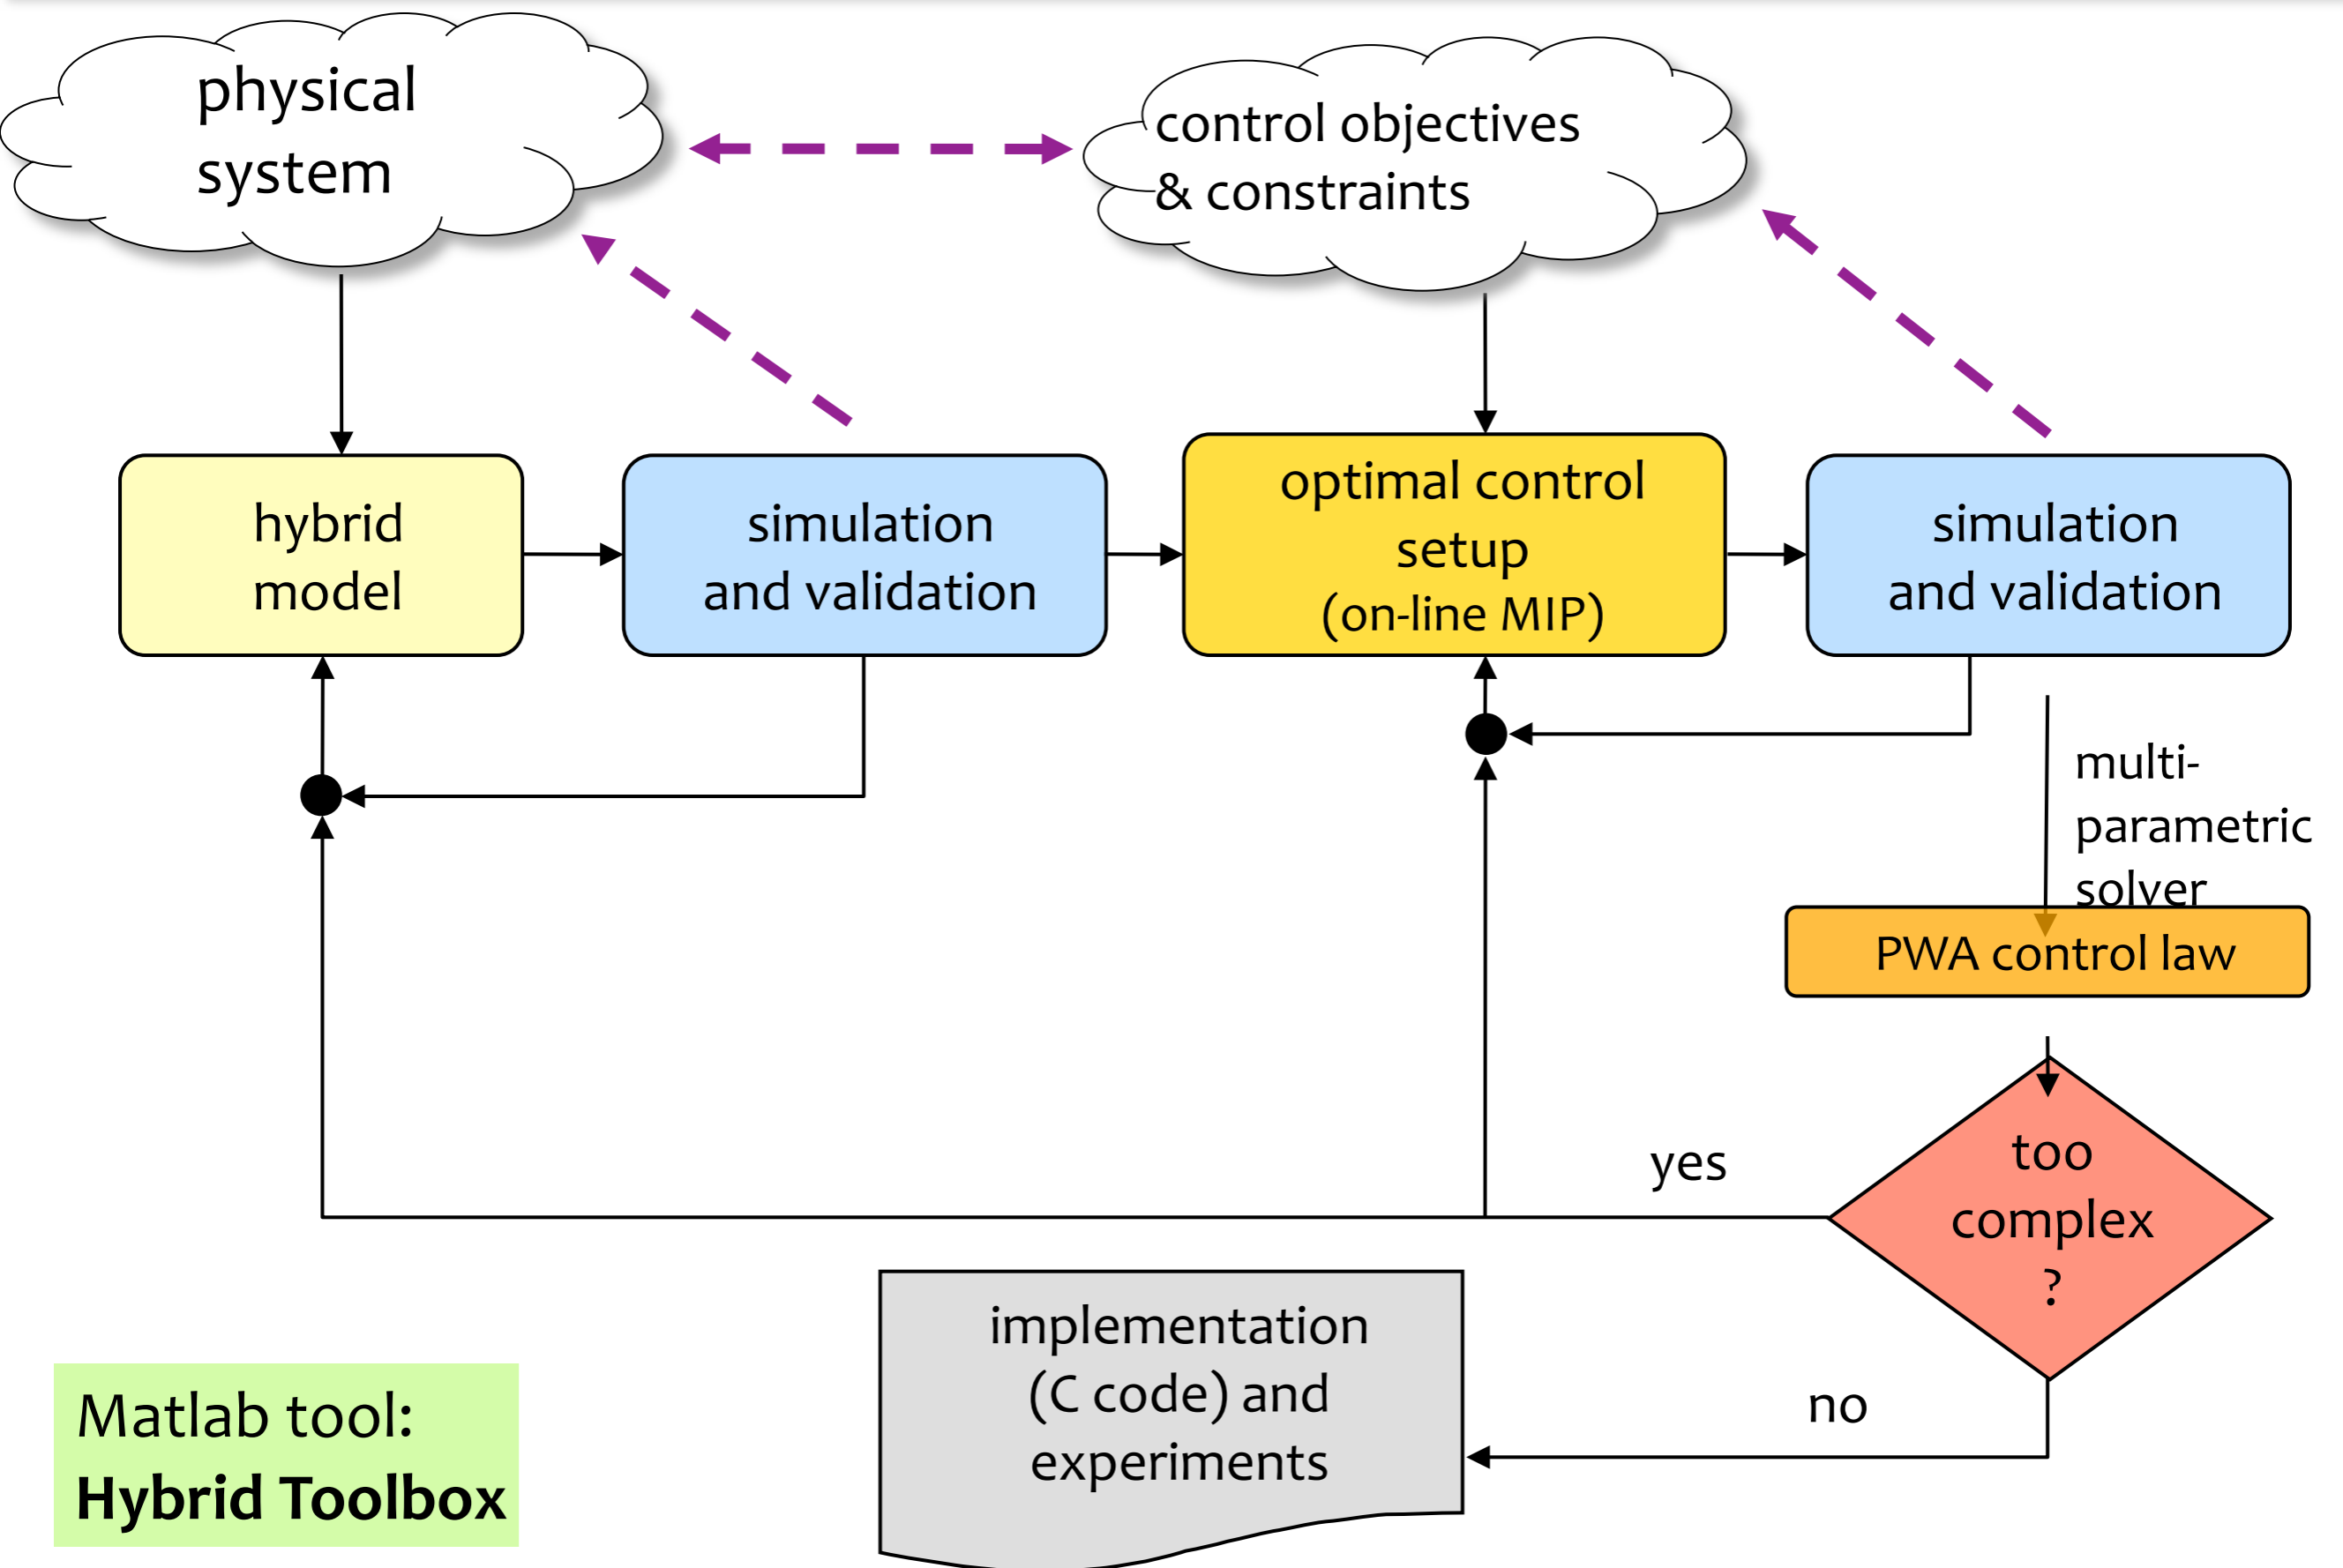 physical
system
control objectives
& constraints
hybrid
model
simulation
and validation
optimal control
setup
(on-line MIP)
simulation
and validation
multi-
parametric
solver
PWA control law
too
complex
?
yes
no
implementation
(C code) and
experiments
Matlab tool:
Hybrid Toolbox